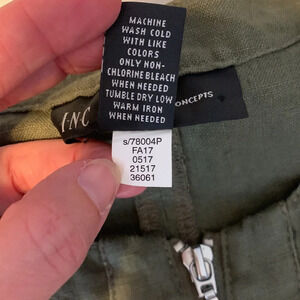 MACHINE
WASH COLD
WITH LIKE
COLORS
ONLY NON-
CHLORINE BLEACH
WHEN NEEDED
TUMBLE DRY LOW
WARM IRON
WHEN NEEDED
I·N·C
CONCEPTS
s/78004P
FA17
0517
21517
36061